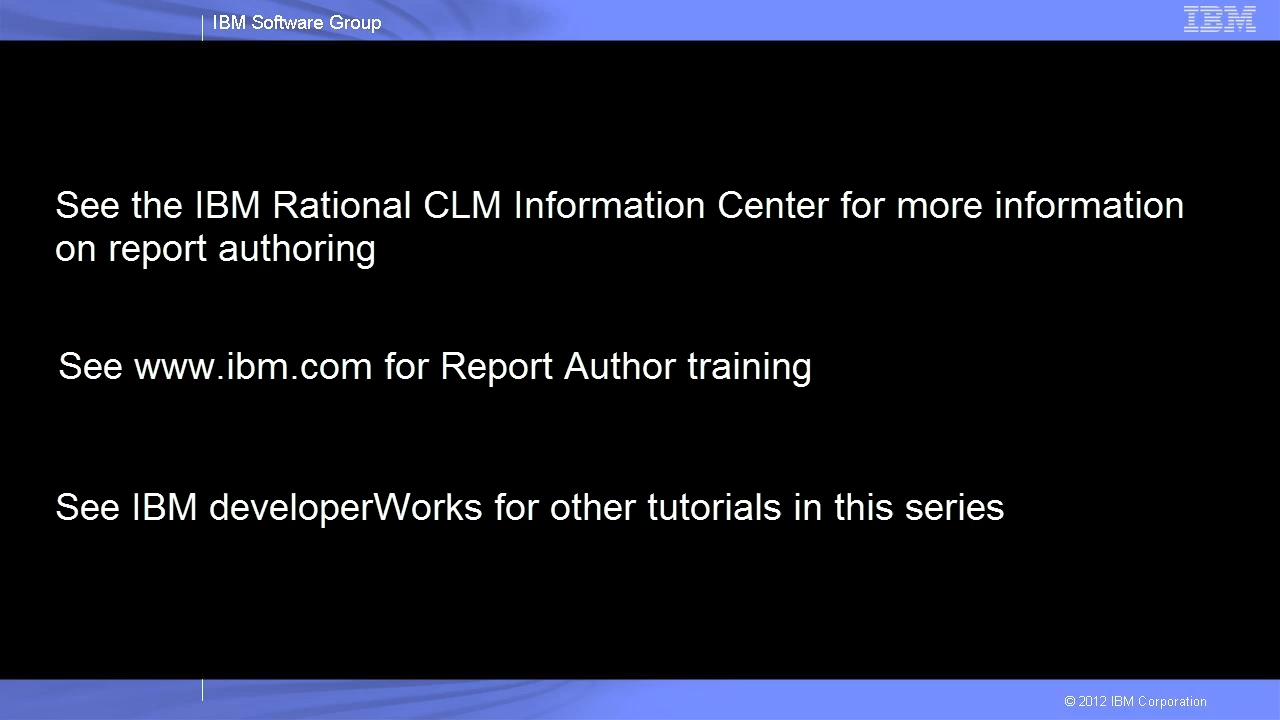 IBM Software Group
IBM
See the IBM Rational CLM Information Center for more information
on report authoring
See www.ibm.com for Report Author training
See IBM developerWorks for other tutorials in this series
© 2012 IBM Corporation